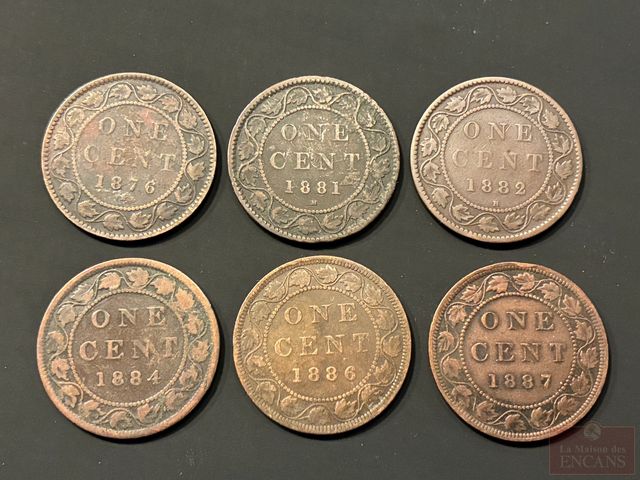 ONE
CENT
1876
ONE
CENT
1881
H
ONE
CENT
1882
H
ONE
CENT
1884
ONE
CENT
1886
ONE
CENT
1887
La Maison des
ENCANS